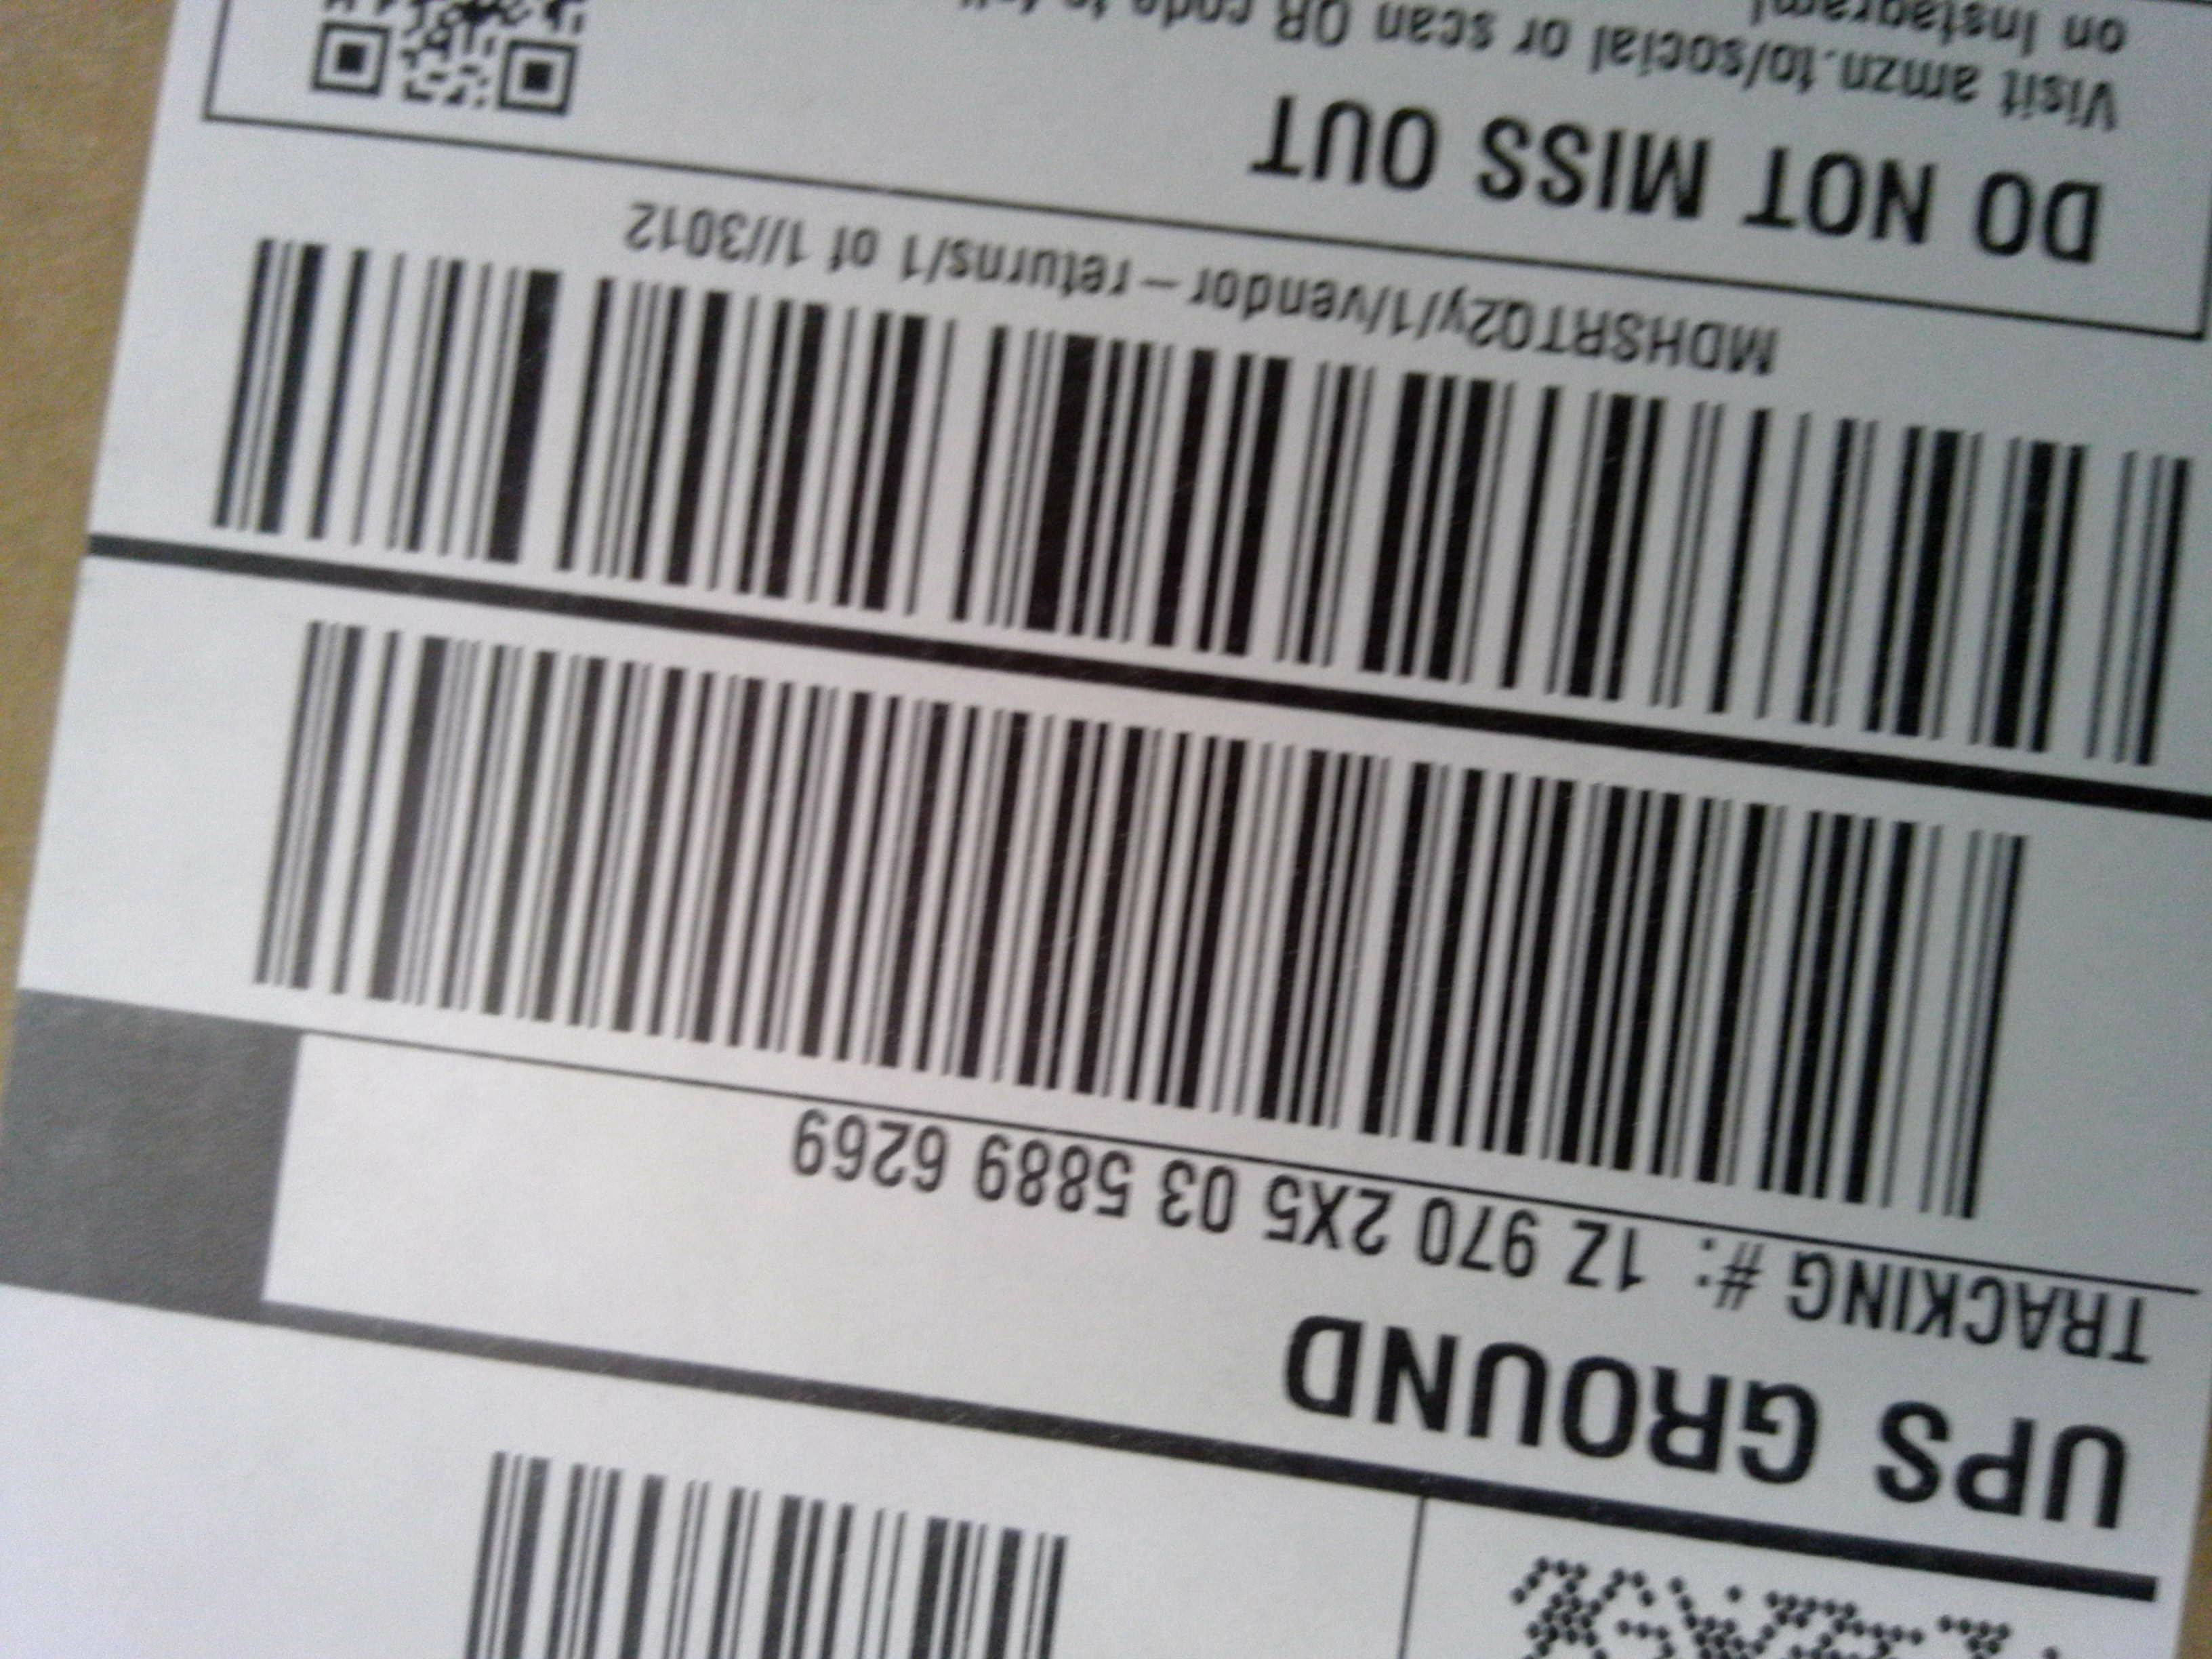 UPS GROUND
TRACKING #: 1Z 970 2X5 03 5889 6269
MDHSRTQ2y/1/vendor – returns/1 of 1//3012
DO NOT MISS OUT
Visit amzn.to/social or scan QR code to
on Instagram!